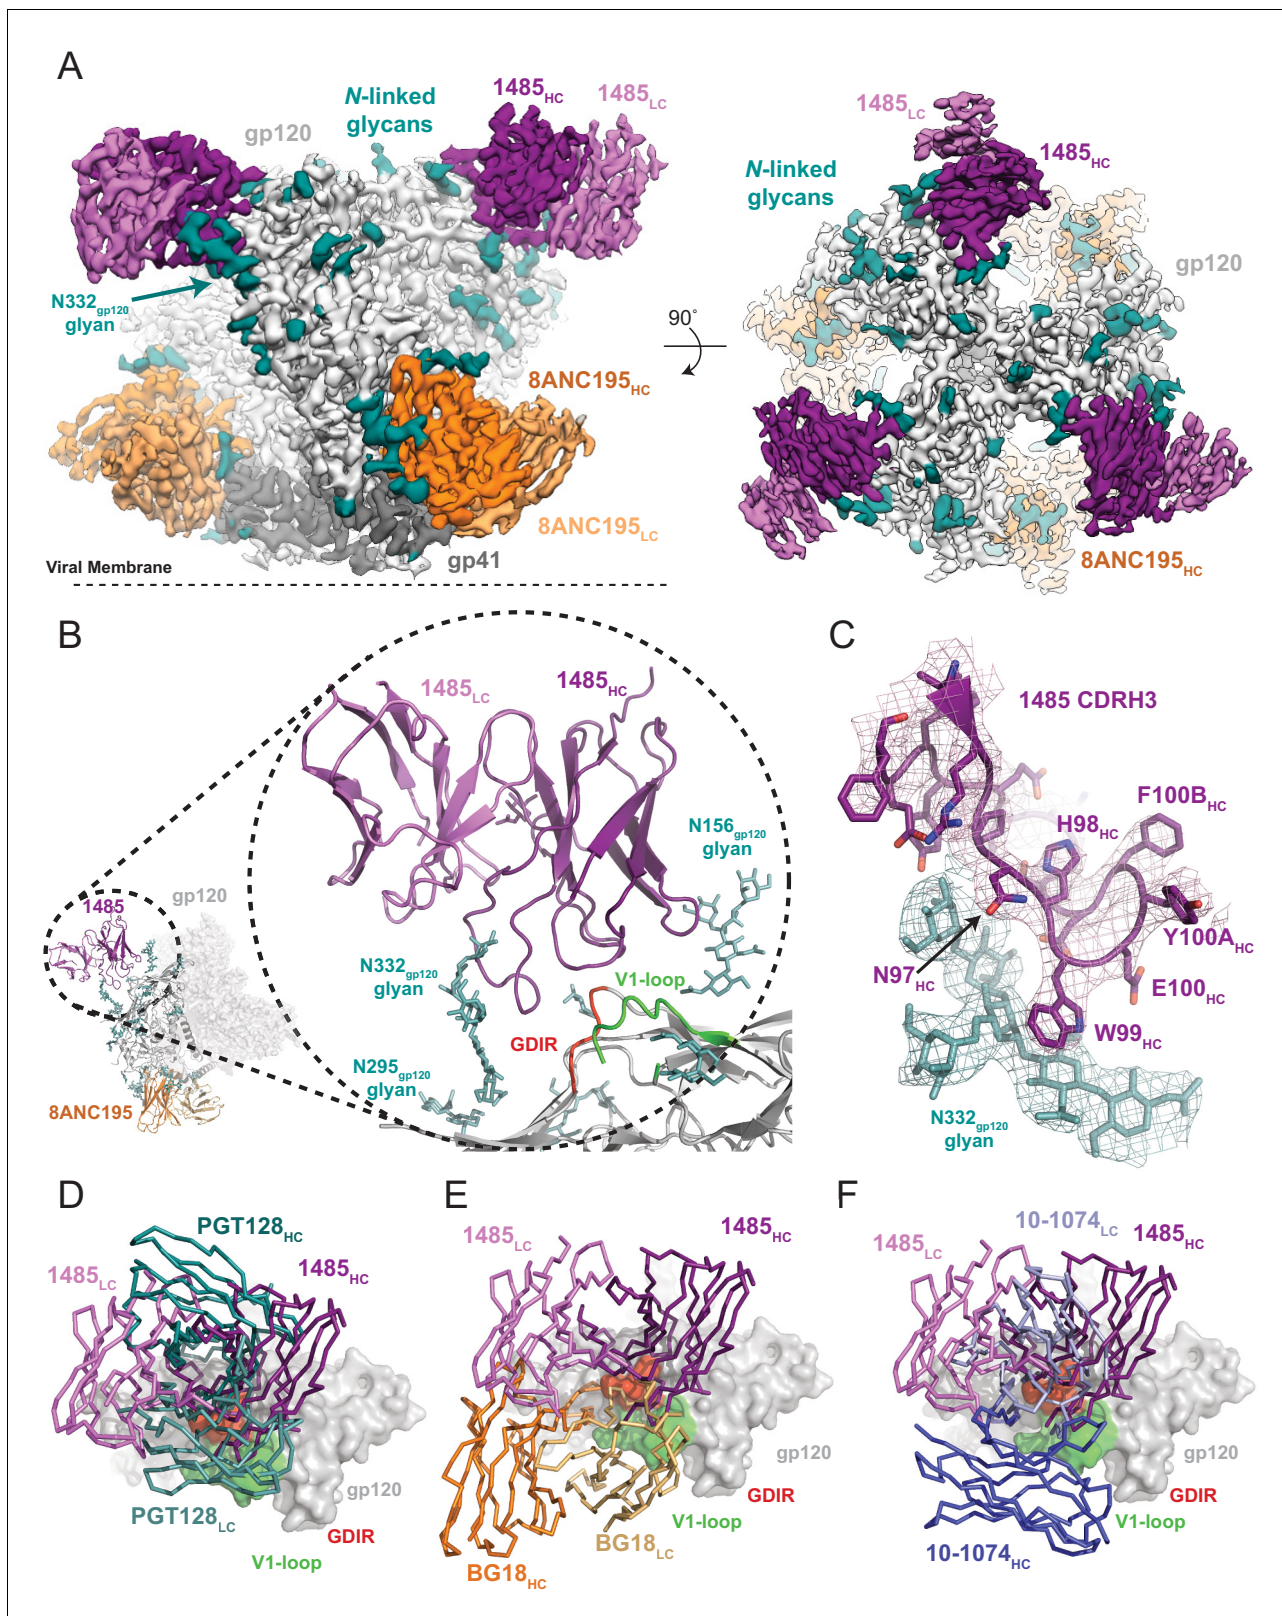 A
N-linked
glycans
1485HC
1485LC
gp120
N332gp120
glyan
8ANC195HC
8ANC195LC
gp41
Viral Membrane
90°
1485LC
1485HC
N-linked
glycans
gp120
8ANC195HC
B
1485LC
1485HC
N156gp120
glyan
N332gp120
glyan
V1-loop
GDIR
N295gp120
glyan
gp120
1485
8ANC195
C
1485 CDRH3
F100BHC
H98HC
Y100AHC
N97HC
E100HC
W99HC
N332gp120
glyan
D
PGT128HC
1485LC
1485HC
gp120
PGT128LC
GDIR
V1-loop
E
1485LC
1485HC
gp120
GDIR
V1-loop
BG18LC
BG18HC
F
10-1074LC
1485LC
1485HC
gp120
GDIR
V1-loop
10-1074HC